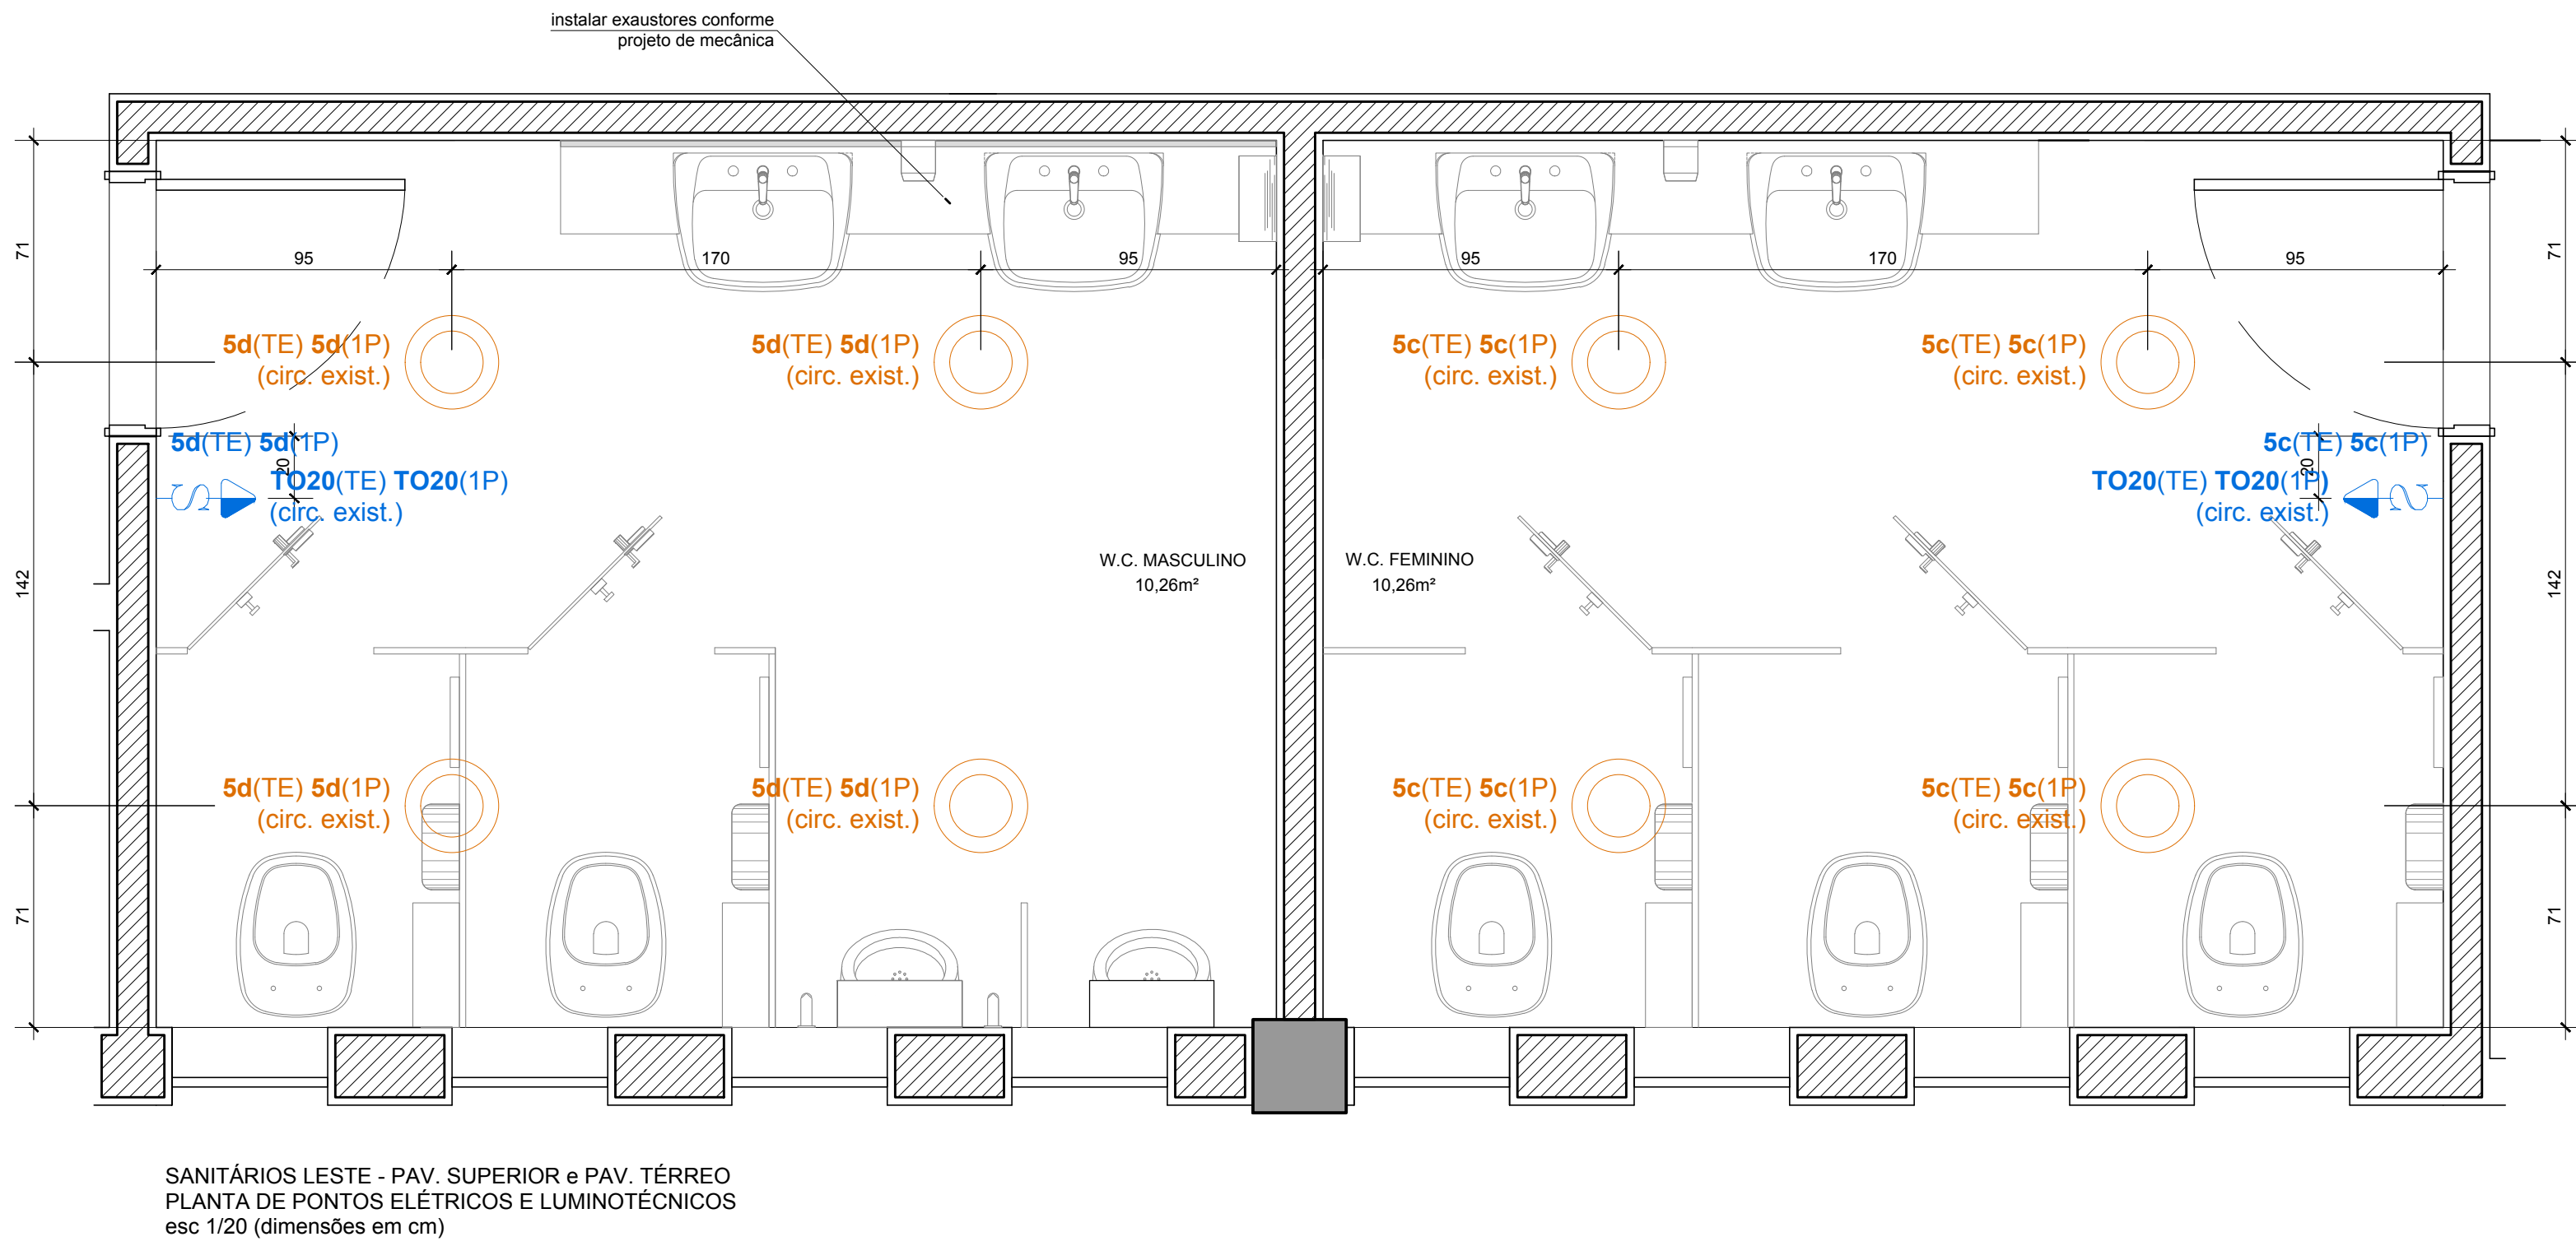 instalar exaustores conforme
projeto de mecânica
71
95
170
95
95
170
95
71
5d(TE) 5d(1P)
(circ. exist.)
5d(TE) 5d(1P)
(circ. exist.)
5c(TE) 5c(1P)
(circ. exist.)
5c(TE) 5c(1P)
(circ. exist.)
5d(TE) 5d(1P)
20
TO20(TE) TO20(1P)
(circ. exist.)
S
5c(TE) 5c(1P)
20
TO20(TE) TO20(1P)
(circ. exist.)
S
142
W.C. MASCULINO
10,26m²
W.C. FEMININO
10,26m²
142
5d(TE) 5d(1P)
(circ. exist.)
5d(TE) 5d(1P)
(circ. exist.)
5c(TE) 5c(1P)
(circ. exist.)
5c(TE) 5c(1P)
(circ. exist.)
71
71
SANITÁRIOS LESTE - PAV. SUPERIOR e PAV. TÉRREO
PLANTA DE PONTOS ELÉTRICOS E LUMINOTÉCNICOS
esc 1/20 (dimensões em cm)